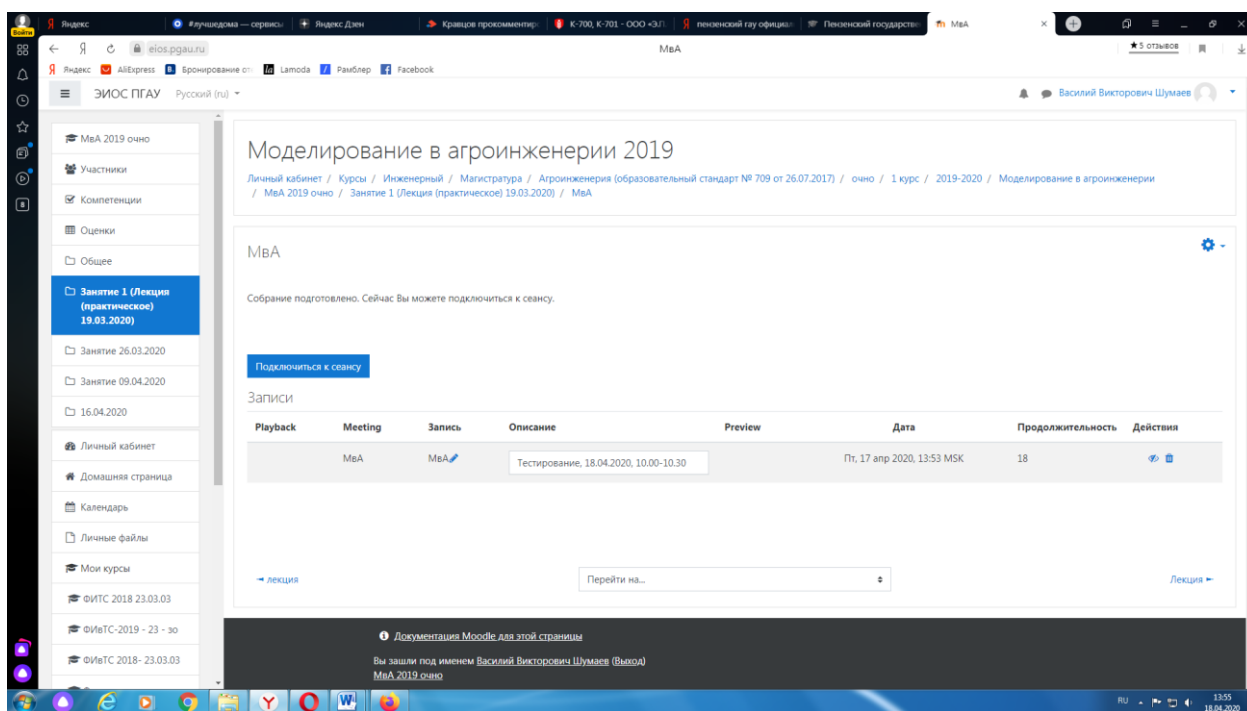 Войти
Яндекс
#лучшедома — сервисы
Яндекс Дзен
Кравцов прокомментир
К-700, К-701 - ООО «ЭЛ
пензенский гау официал
Пензенский государстве
МвА
eios.pgau.ru
МвА
★ 5 отзывов
Яндекс AliExpress Бронирование от Lamoda Рамблер Facebook
ЭИОС ПГАУ Русский (ru)
Василий Викторович Шумаев
МвА 2019 очно
Участники
Компетенции
Оценки
Общее
Занятие 1 (Лекция
(практическое)
19.03.2020)
Занятие 26.03.2020
Занятие 09.04.2020
16.04.2020
Личный кабинет
Домашняя страница
Календарь
Личные файлы
Мои курсы
ФИТС 2018 23.03.03
ФИвТС-2019 - 23 - зо
ФИвТС 2018- 23.03.03
Моделирование в агроинженерии 2019
Личный кабинет / Курсы / Инженерный / Магистратура / Агроинженерия (образовательный стандарт № 709 от 26.07.2017) / очно / 1 курс / 2019-2020 / Моделирование в агроинженерии
/ МвА 2019 очно / Занятие 1 (Лекция (практическое) 19.03.2020) / МвА
МвА
Собрание подготовлено. Сейчас Вы можете подключиться к сеансу.
Подключиться к сеансу
Записи
Playback Meeting Запись Описание Preview Дата Продолжительность Действия
МвА МвА Тестирование, 18.04.2020, 10.00-10.30 Пт, 17 апр 2020, 13:53 MSK 18
◄ лекция
Перейти на...
Лекция ►
Документация Moodle для этой страницы
Вы зашли под именем Василий Викторович Шумаев (Выход)
МвА 2019 очно
RU
13:55
18.04.2020